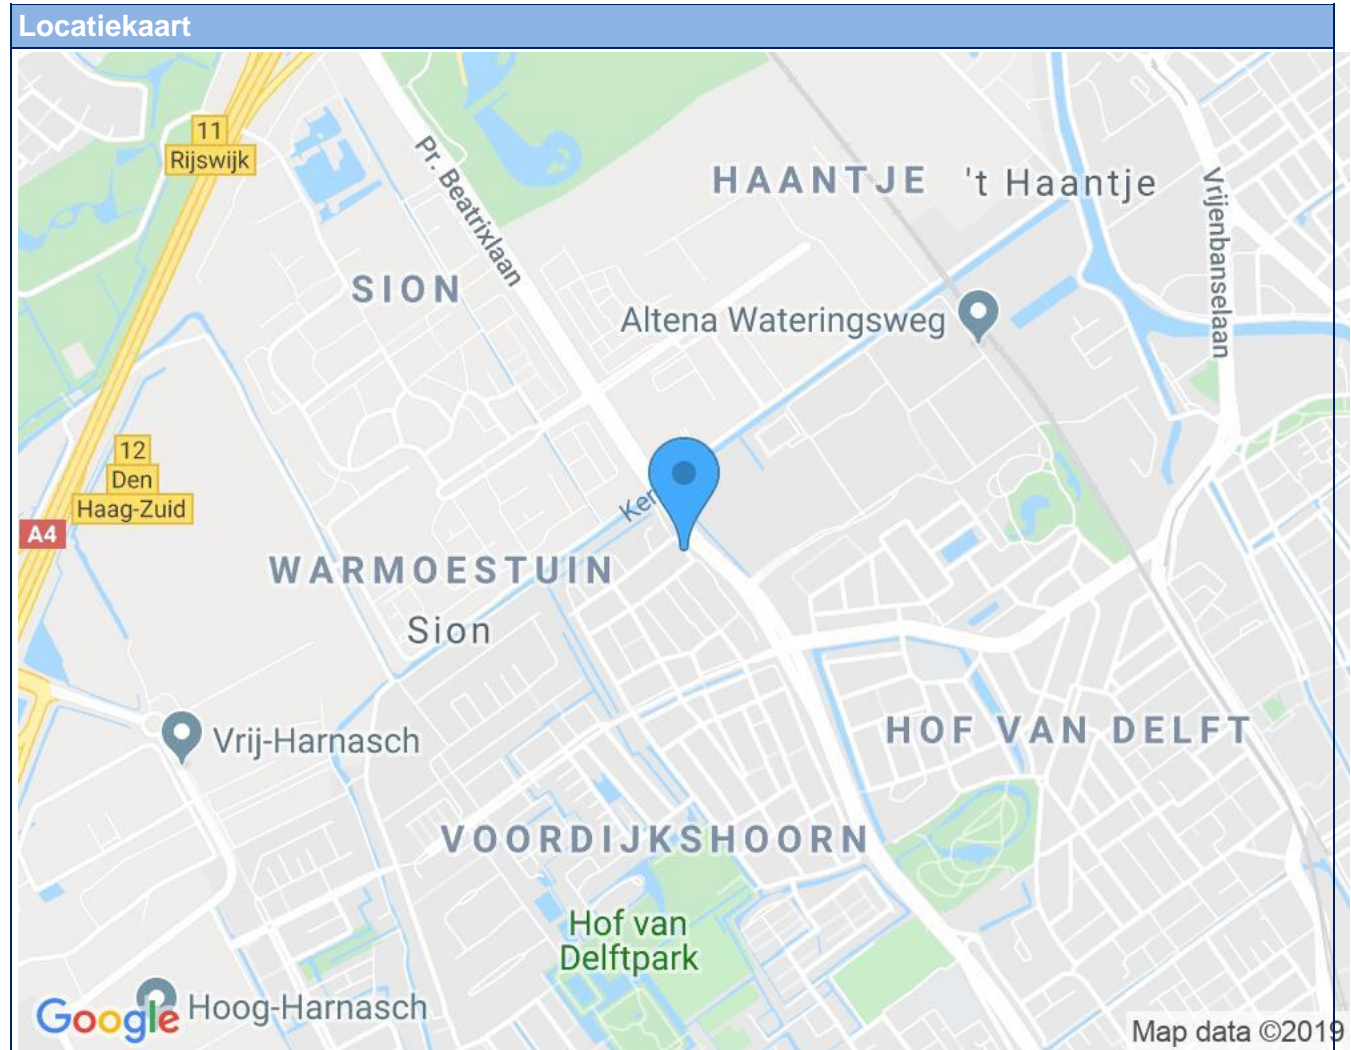 Locatiekaart
11
Rijswijk
Pr. Beatrixlaan
HAANTJE
't Haantje
Vrijenbanselaan
SION
Altena Wateringsweg
12
Den
Haag-Zuid
A4
Ker
WARMOESTUIN
Sion
Vrij-Harnasch
HOF VAN DELFT
VOORDIJKSHOORN
Hof van
Delftpark
Hoog-Harnasch
Google
Map data ©2019